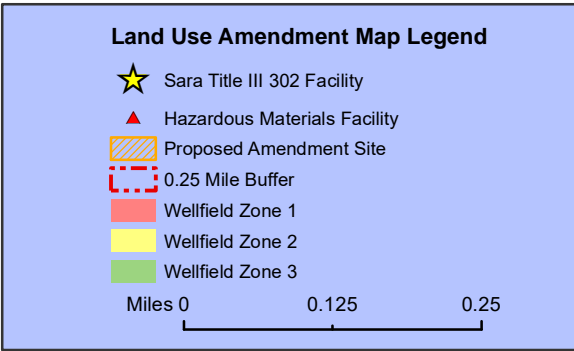 Land Use Amendment Map Legend
Sara Title III 302 Facility
Hazardous Materials Facility
Proposed Amendment Site
0.25 Mile Buffer
Wellfield Zone 1
Wellfield Zone 2
Wellfield Zone 3
Miles 0 0.125 0.25